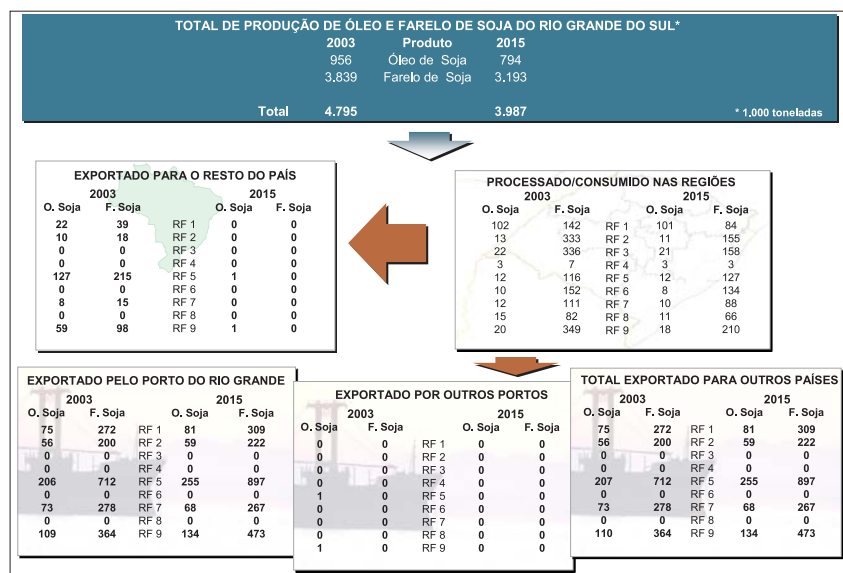 TOTAL DE PRODUÇÃO DE ÓLEO E FARELO DE SOJA DO RIO GRANDE DO SUL*
2003 Produto 2015
956 Óleo de Soja 794
3.839 Farelo de Soja 3.193
Total 4.795 3.987 * 1.000 toneladas
EXPORTADO PARA O RESTO DO PAÍS
2003 2015
O. Soja F. Soja O. Soja F. Soja
22 39 RF 1 0 0
10 18 RF 2 0 0
0 0 RF 3 0 0
0 0 RF 4 0 0
127 215 RF 5 1 0
0 0 RF 6 0 0
8 15 RF 7 0 0
0 0 RF 8 0 0
59 98 RF 9 1 0
PROCESSADO/CONSUMIDO NAS REGIÕES
2003 2015
O. Soja F. Soja O. Soja F. Soja
102 142 RF 1 101 84
13 333 RF 2 11 155
22 336 RF 3 21 158
3 7 RF 4 3 3
12 116 RF 5 12 127
10 152 RF 6 8 134
12 111 RF 7 10 88
15 82 RF 8 11 66
20 349 RF 9 18 210
EXPORTADO PELO PORTO DO RIO GRANDE
2003 2015
O. Soja F. Soja O. Soja F. Soja
75 272 RF 1 81 309
56 200 RF 2 59 222
0 0 RF 3 0 0
0 0 RF 4 0 0
206 712 RF 5 255 897
0 0 RF 6 0 0
73 278 RF 7 68 267
0 0 RF 8 0 0
109 364 RF 9 134 473
EXPORTADO POR OUTROS PORTOS
2003 2015
O. Soja F. Soja O. Soja F. Soja
0 0 RF 1 0 0
0 0 RF 2 0 0
0 0 RF 3 0 0
0 0 RF 4 0 0
1 0 RF 5 0 0
0 0 RF 6 0 0
0 0 RF 7 0 0
0 0 RF 8 0 0
1 0 RF 9 0 0
TOTAL EXPORTADO PARA OUTROS PAÍSES
2003 2015
O. Soja F. Soja O. Soja F. Soja
75 272 RF 1 81 309
56 200 RF 2 59 222
0 0 RF 3 0 0
0 0 RF 4 0 0
207 712 RF 5 255 897
0 0 RF 6 0 0
73 278 RF 7 68 267
0 0 RF 8 0 0
110 364 RF 9 134 473